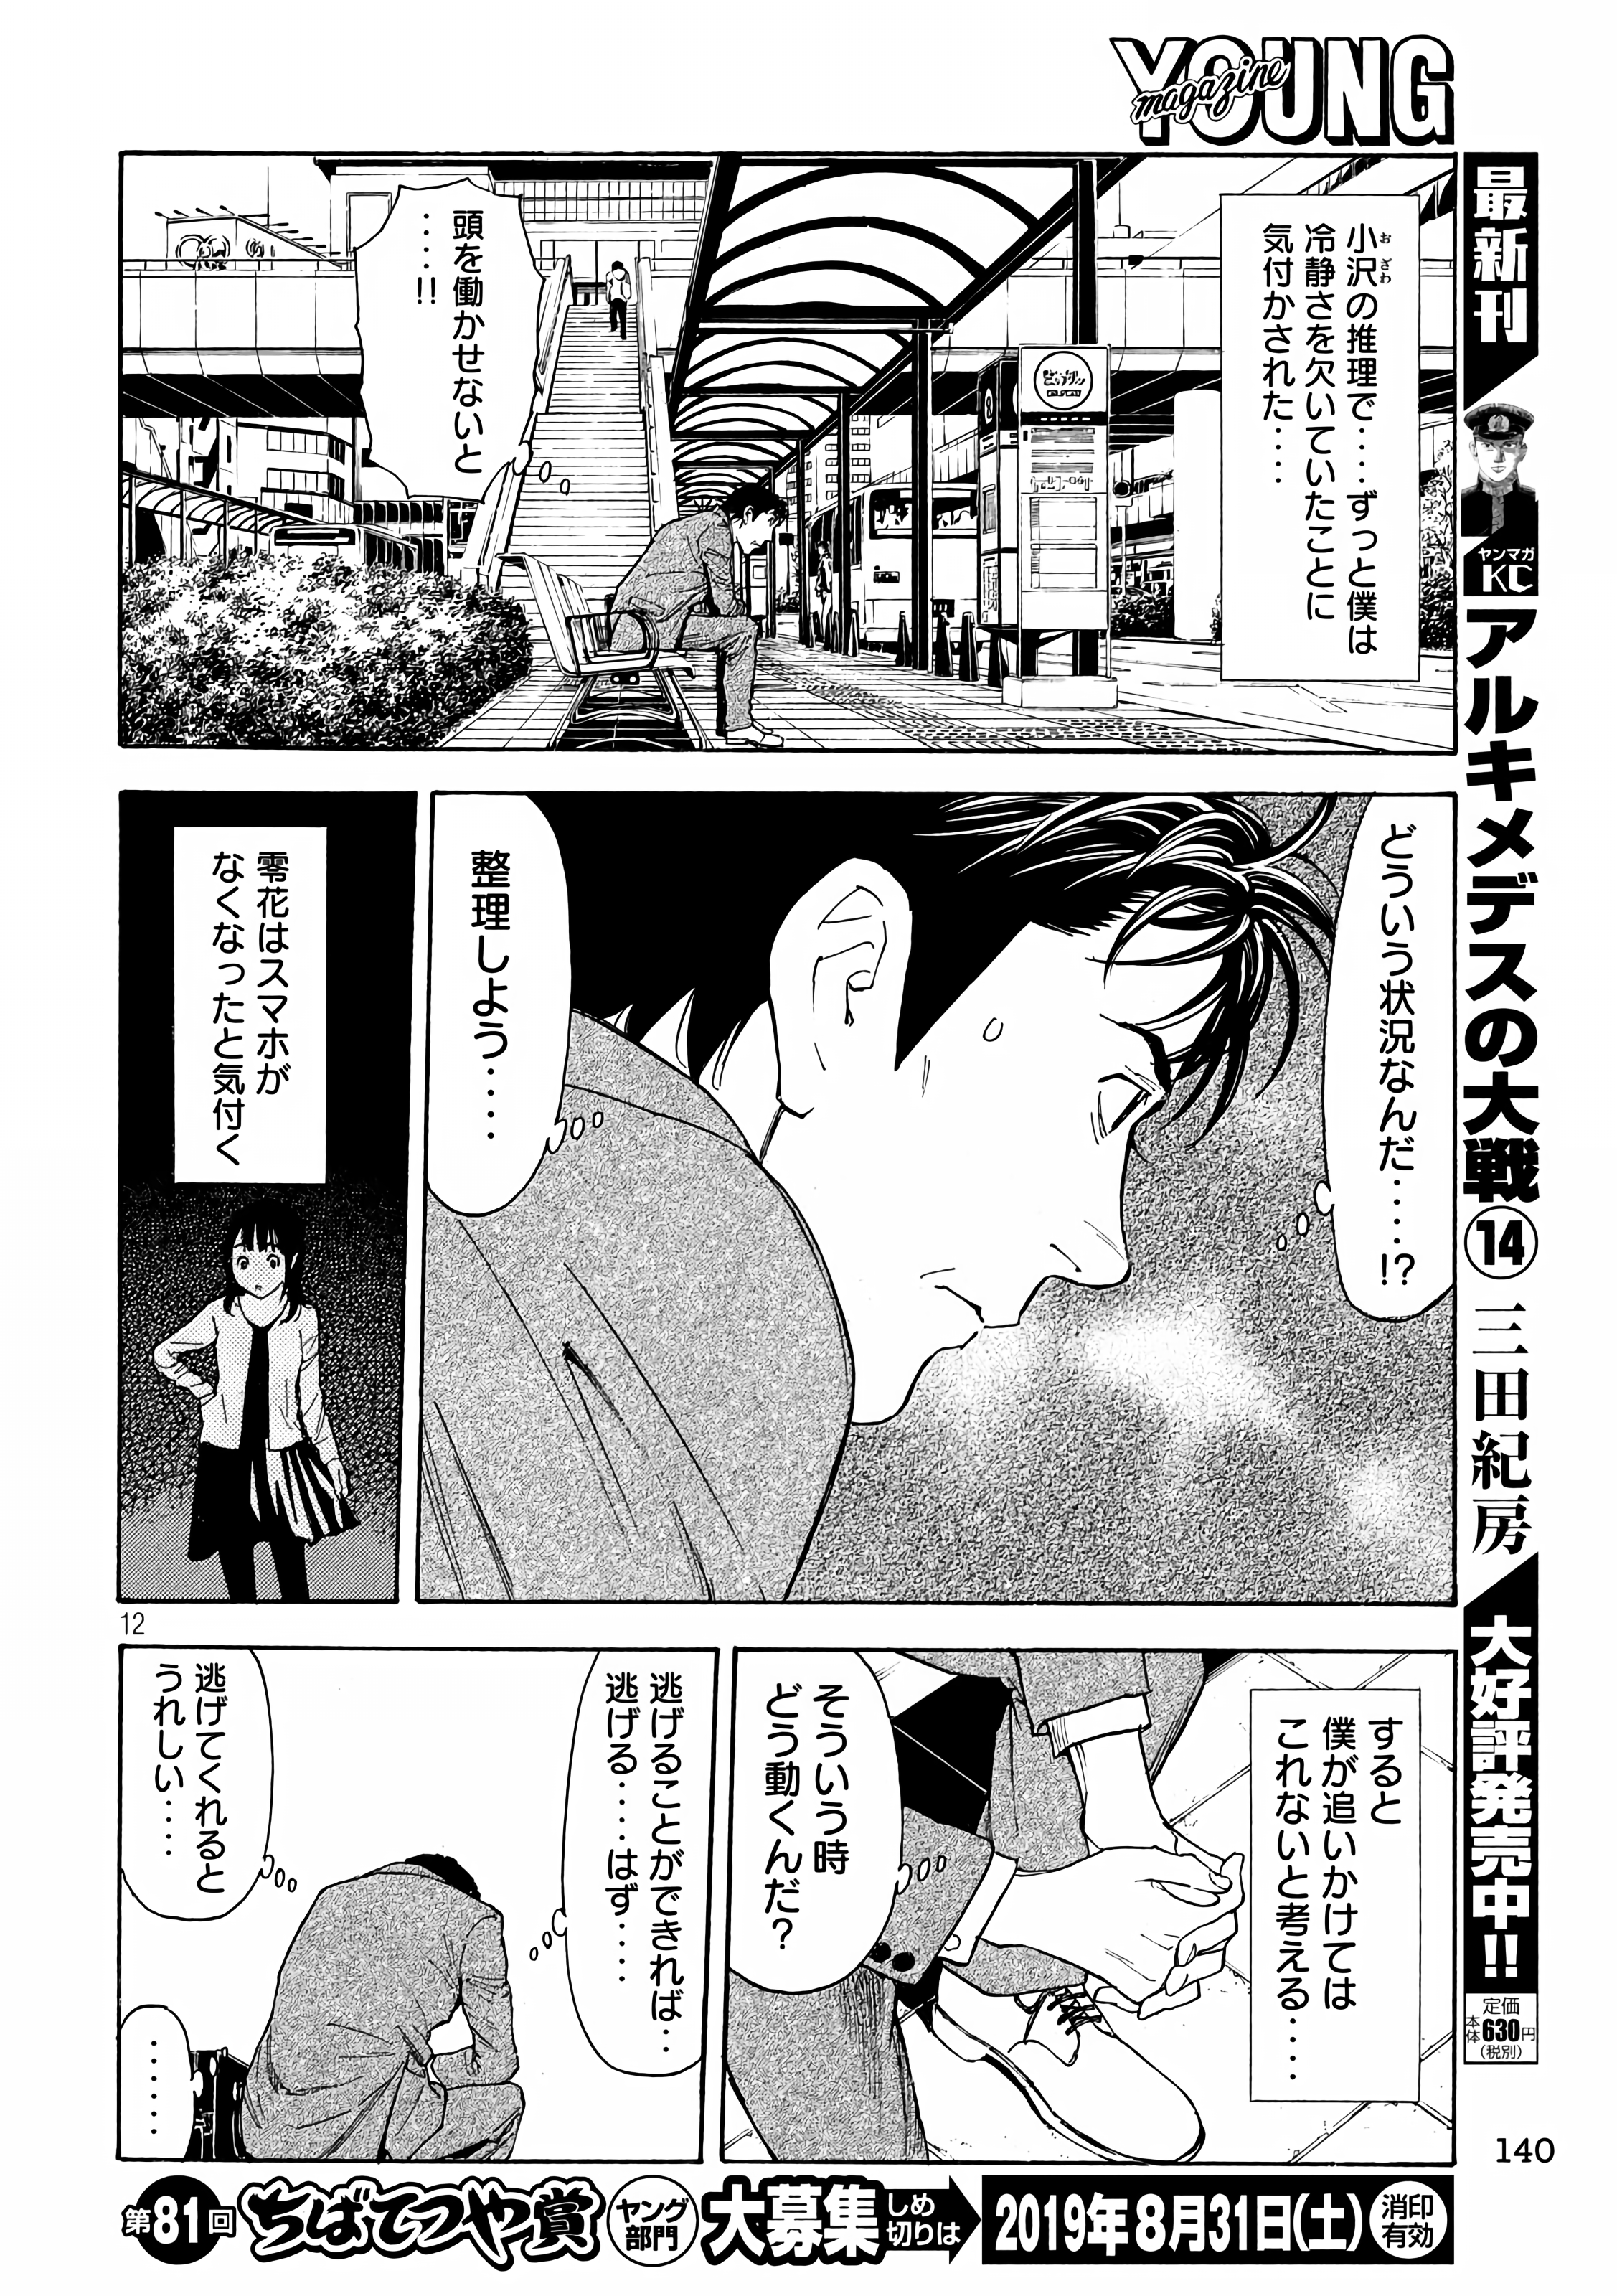 YOUNG
magazine
小沢の推理で‥‥ずっと僕は
おざわ
冷静さを欠いていたことに
気付かされた‥‥
頭を働かせないと
‥‥!!
どういう状況なんだ‥‥!?
整理しよう‥‥
零花はスマホが
なくなったと気付く
12
すると
僕が追いかけては
これないと考える‥‥
そういう時
どう動くんだ?
逃げることができれば‥
逃げる‥‥はず‥‥
逃げてくれると
うれしい‥‥
‥‥‥
最新刊
ヤンマガ
KC
アルキメデスの大戦⑭
三田紀房
大好評発売中!!
定価
本体630円
(税別)
140
第81回
ちばてつや賞
ヤング
部門
大募集
しめ
切りは
2019年8月31日(土)
消印
有効